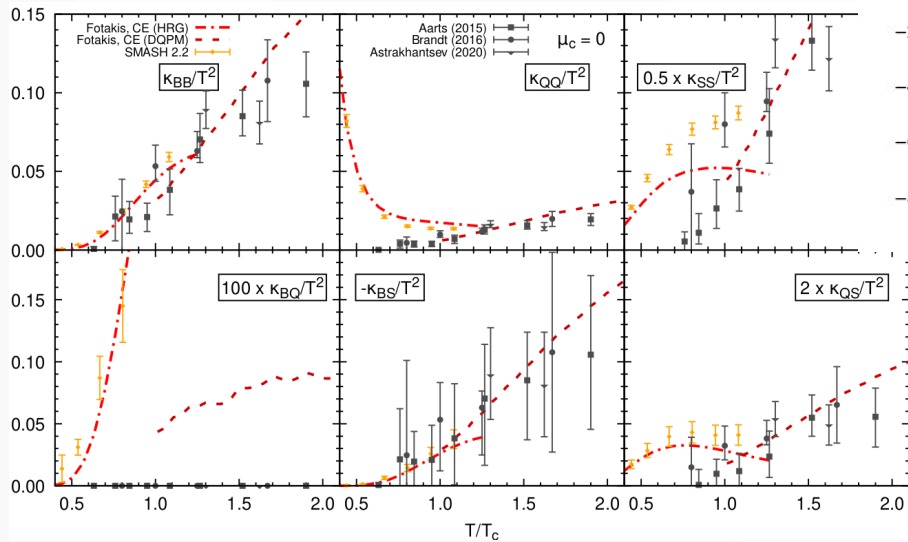 Fotakis, CE (HRG)
Fotakis, CE (DQPM)
SMASH 2.2
κBB/T²
Aarts (2015)
Brandt (2016)
Astrakhantsev (2020)
μc = 0
κQQ/T²
0.5 x κSS/T²
0.15
0.10
0.05
0.00
100 x κBQ/T²
-κBS/T²
2 x κQS/T²
0.15
0.10
0.05
0.00
0.5 1.0 1.5 2.0 0.5 1.0 1.5 2.0 0.5 1.0 1.5 2.0
T/Tc